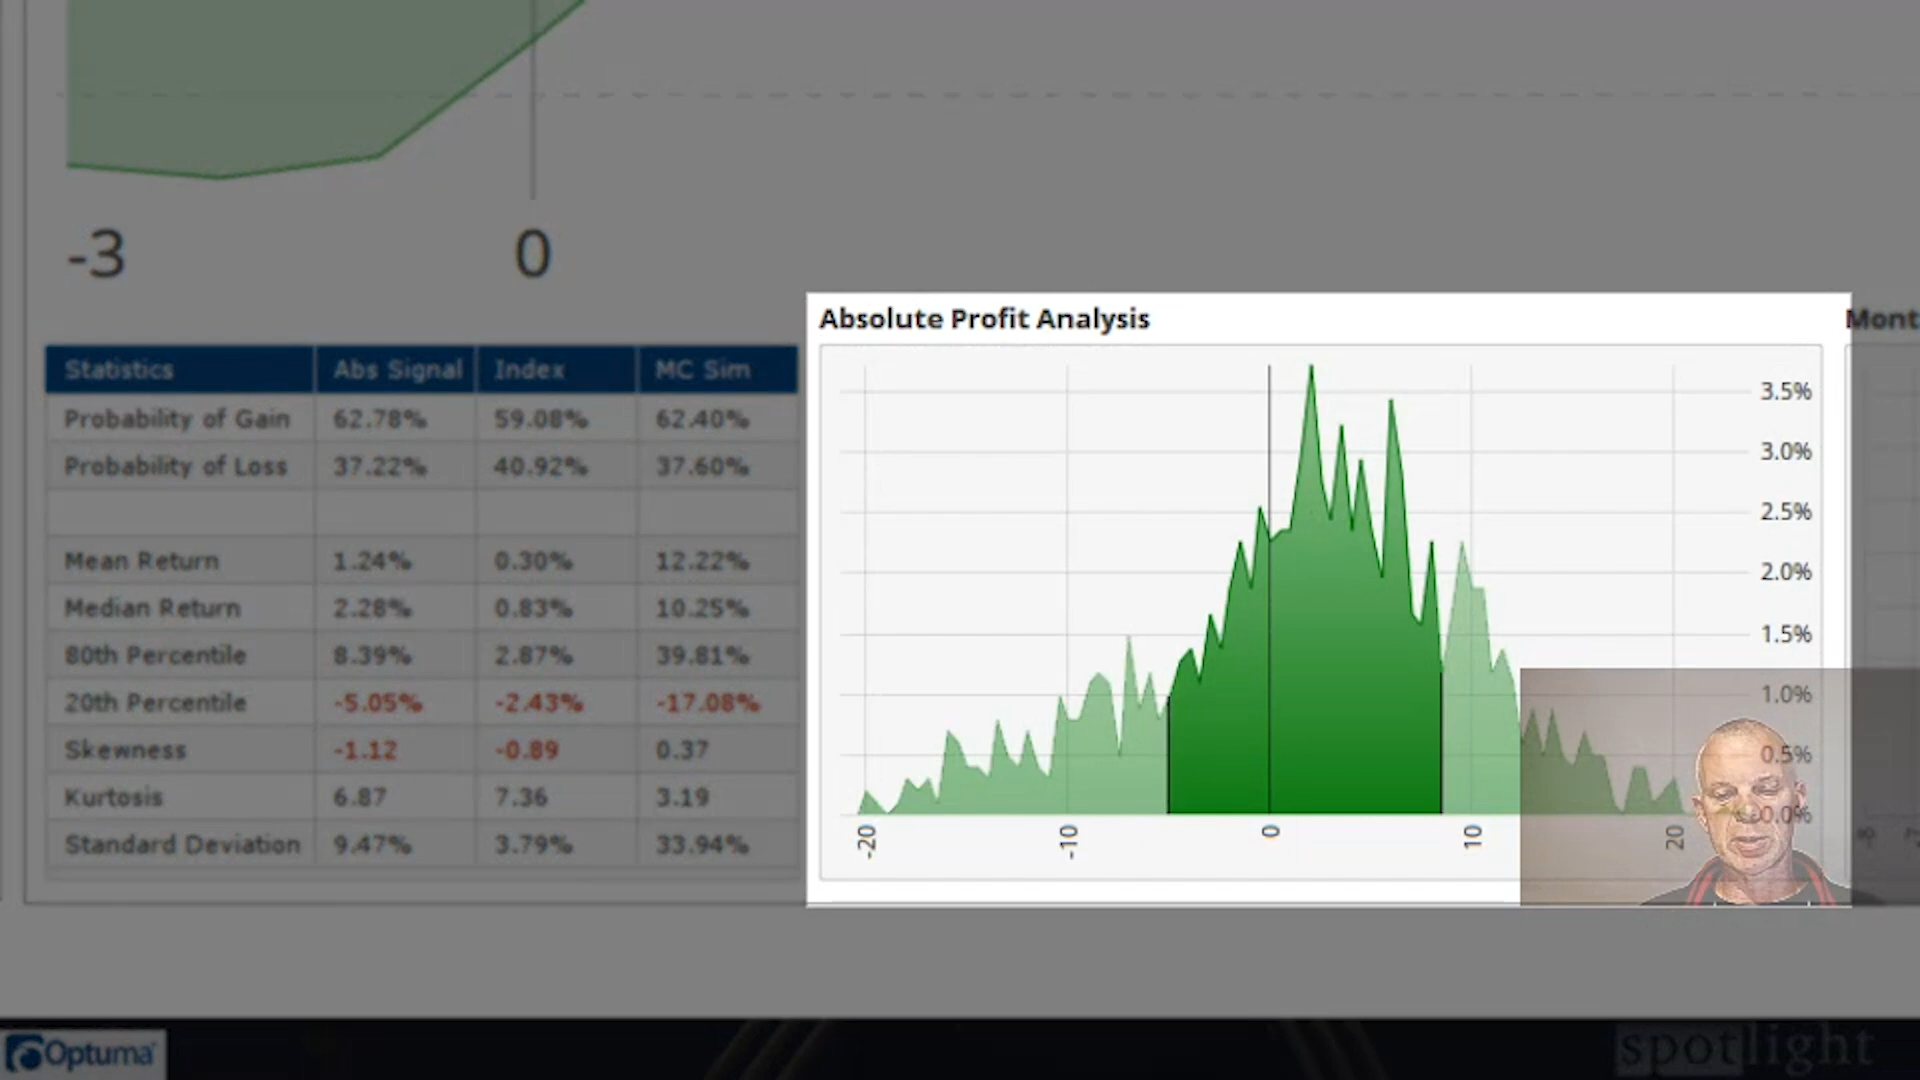 -3
0
Absolute Profit Analysis
Mont
Statistics Abs Signal Index MC Sim
Probability of Gain 62.78% 59.08% 62.40%
Probability of Loss 37.22% 40.92% 37.60%
Mean Return 1.24% 0.30% 12.22%
Median Return 2.28% 0.83% 10.25%
80th Percentile 8.39% 2.87% 39.81%
20th Percentile -5.05% -2.43% -17.08%
Skewness -1.12 -0.89 0.37
Kurtosis 6.87 7.36 3.19
Standard Deviation 9.47% 3.79% 33.94%
3.5%
3.0%
2.5%
2.0%
1.5%
1.0%
0.5%
0.0%
-20 -10 0 10 20
Optuma
spotlight